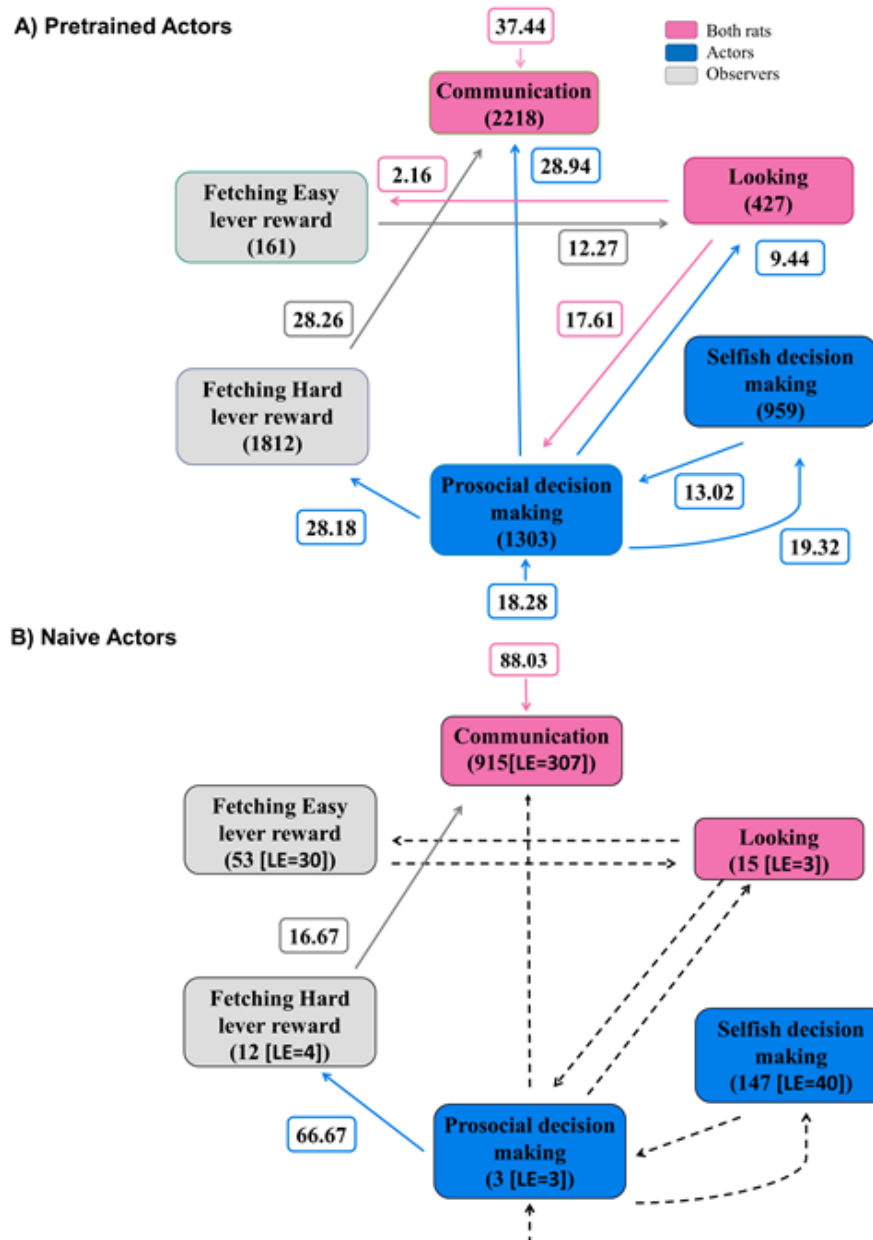 A) Pretrained Actors
37.44
Both rats
Actors
Observers
Communication
(2218)
2.16
28.94
Looking
(427)
Fetching Easy
lever reward
(161)
12.27
9.44
28.26
17.61
Selfish decision
making
(959)
Fetching Hard
lever reward
(1812)
Prosocial decision
making
(1303)
13.02
28.18
19.32
18.28
B) Naive Actors
88.03
Communication
(915[LE=307])
Fetching Easy
lever reward
(53 [LE=30])
Looking
(15 [LE=3])
16.67
Fetching Hard
lever reward
(12 [LE=4])
Selfish decision
making
(147 [LE=40])
66.67
Prosocial decision
making
(3 [LE=3])